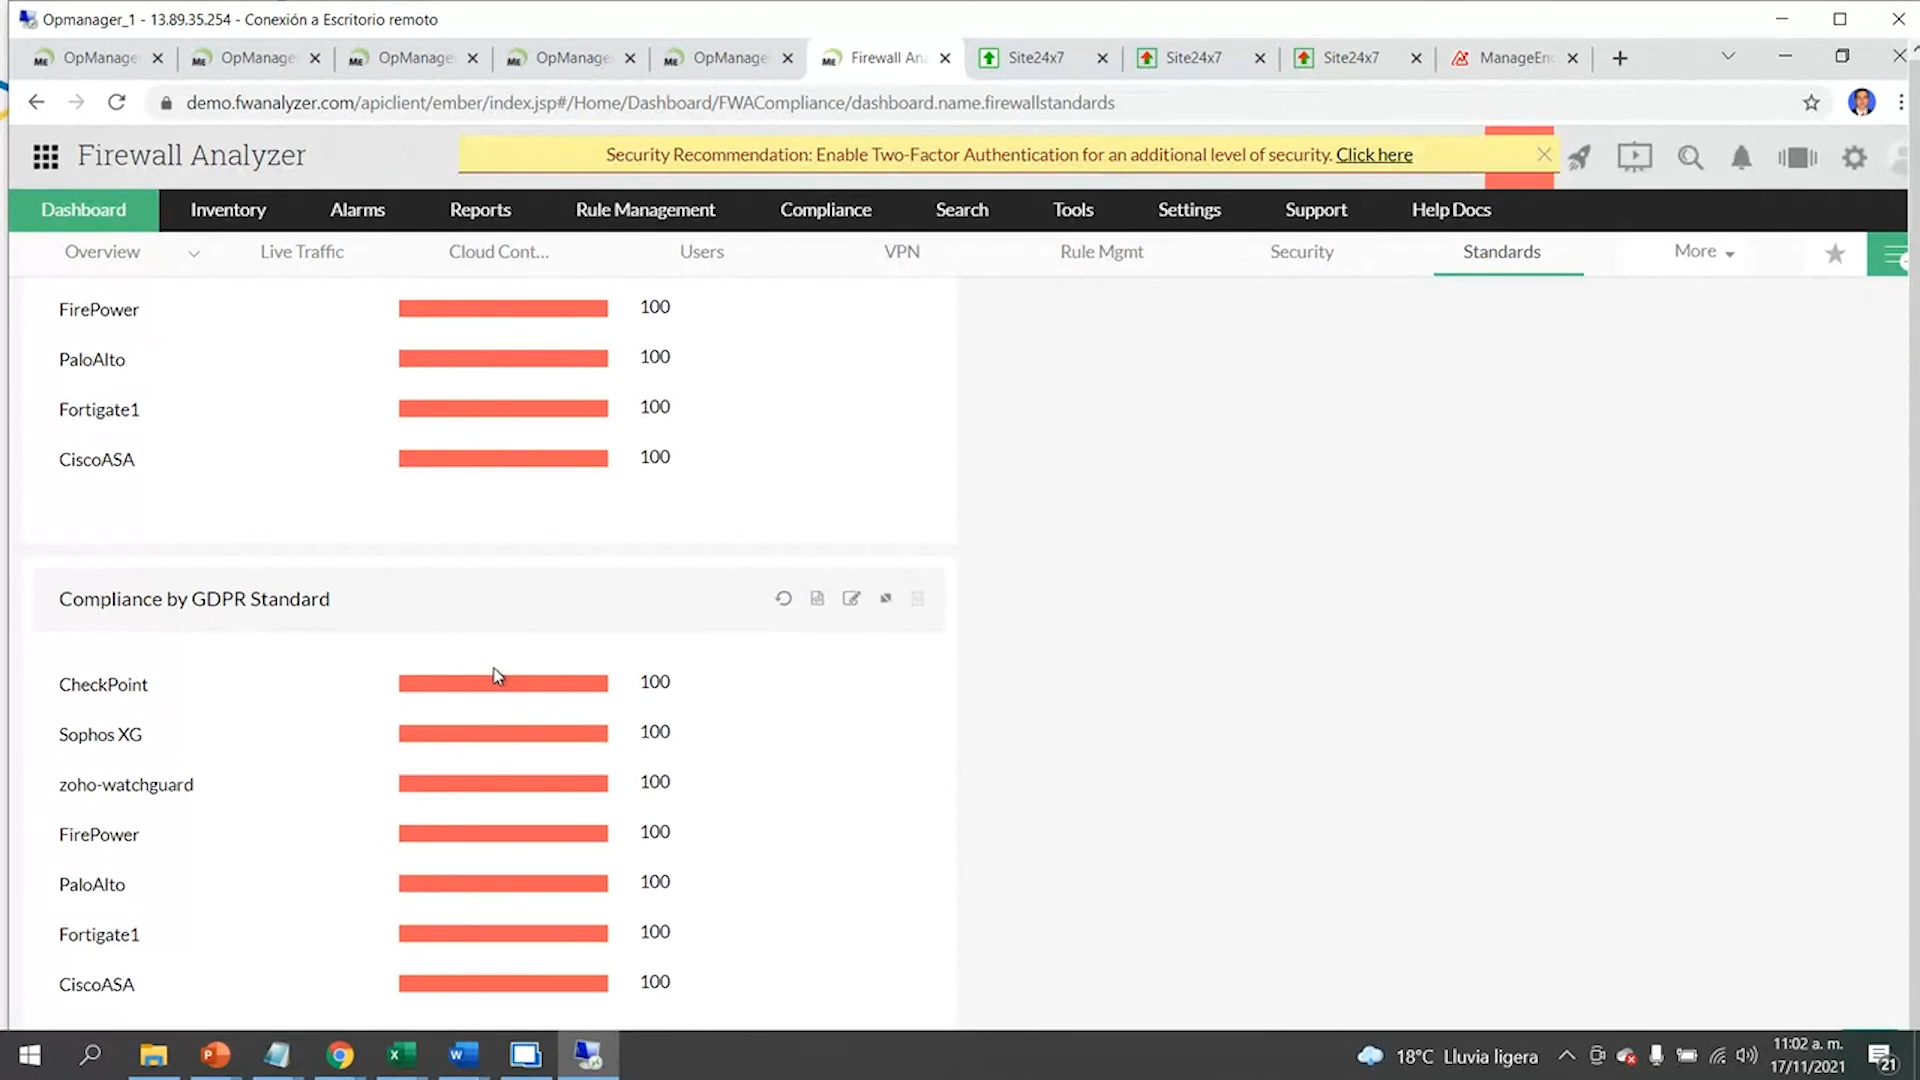 Opmanager_1 - 13.89.35.254 - Conexión a Escritorio remoto
OpManage OpManage OpManage OpManage OpManage Firewall An Site24x7 Site24x7 Site24x7 ManageEn
demo.fwanalyzer.com/apiclient/ember/index.jsp#/Home/Dashboard/FWACompliance/dashboard.name.firewallstandards
Firewall Analyzer
Security Recommendation: Enable Two-Factor Authentication for an additional level of security. Click here
Dashboard Inventory Alarms Reports Rule Management Compliance Search Tools Settings Support Help Docs
Overview Live Traffic Cloud Cont... Users VPN Rule Mgmt Security Standards More
FirePower 100
PaloAlto 100
Fortigate1 100
CiscoASA 100
Compliance by GDPR Standard
CheckPoint 100
Sophos XG 100
zoho-watchguard 100
FirePower 100
PaloAlto 100
Fortigate1 100
CiscoASA 100
18°C Lluvia ligera
11:02 a. m.
17/11/2021
21